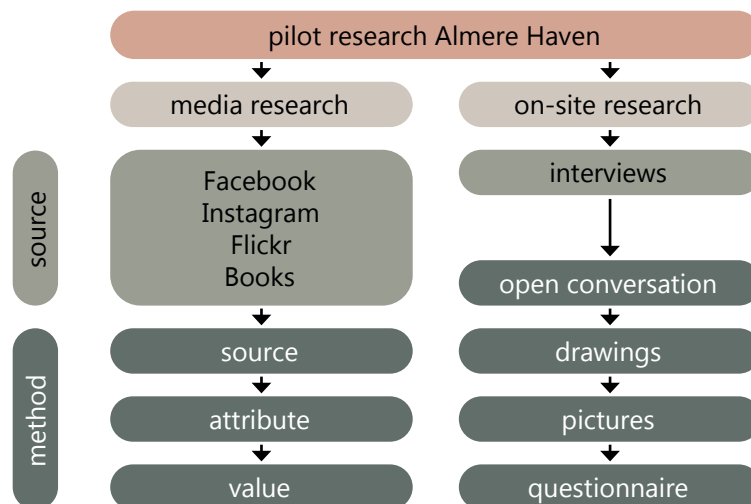 pilot research Almere Haven
media research
on-site research
source
Facebook
Instagram
Flickr
Books
interviews
open conversation
method
source
drawings
attribute
pictures
value
questionnaire